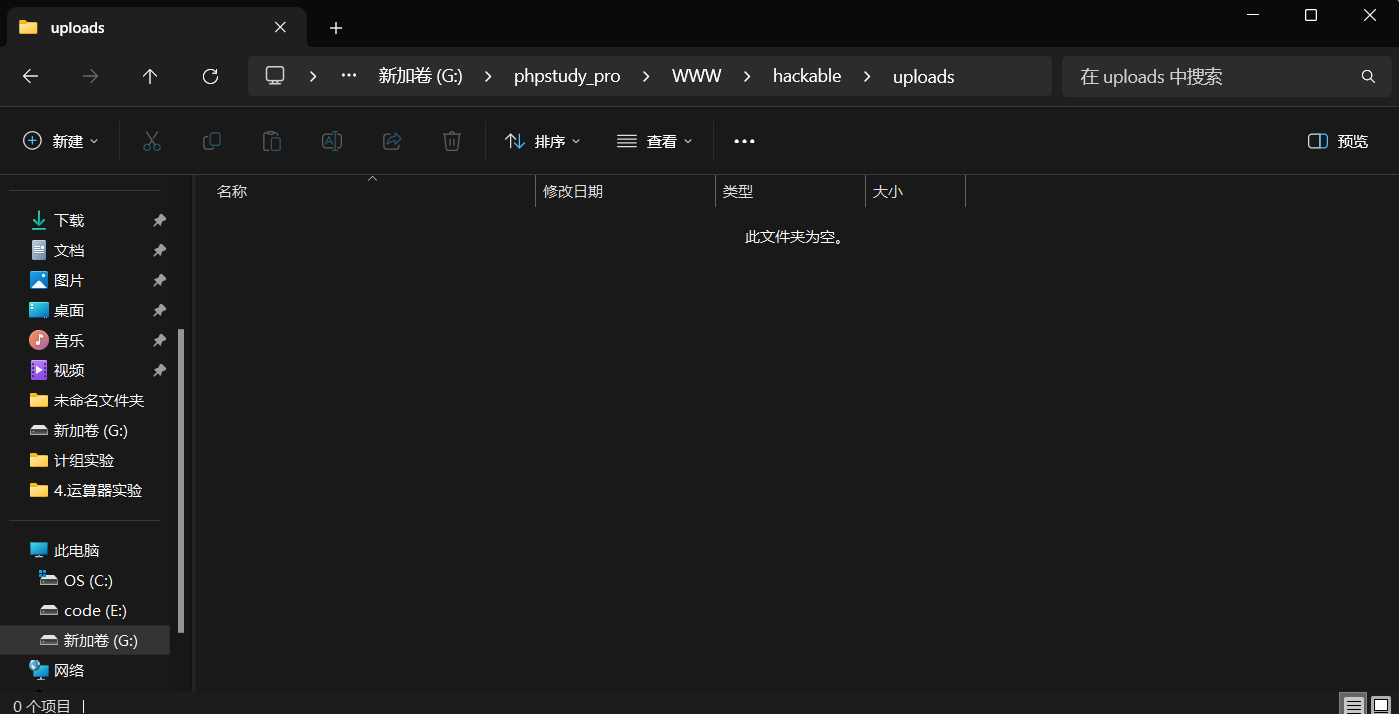 uploads
新加卷 (G:) phpstudy_pro WWW hackable uploads 在 uploads 中搜索
新建 排序 查看 预览
名称 修改日期 类型 大小
此文件夹为空。
下载
文档
图片
桌面
音乐
视频
未命名文件夹
新加卷 (G:)
计组实验
4.运算器实验
此电脑
OS (C:)
code (E:)
新加卷 (G:)
网络
0 个项目